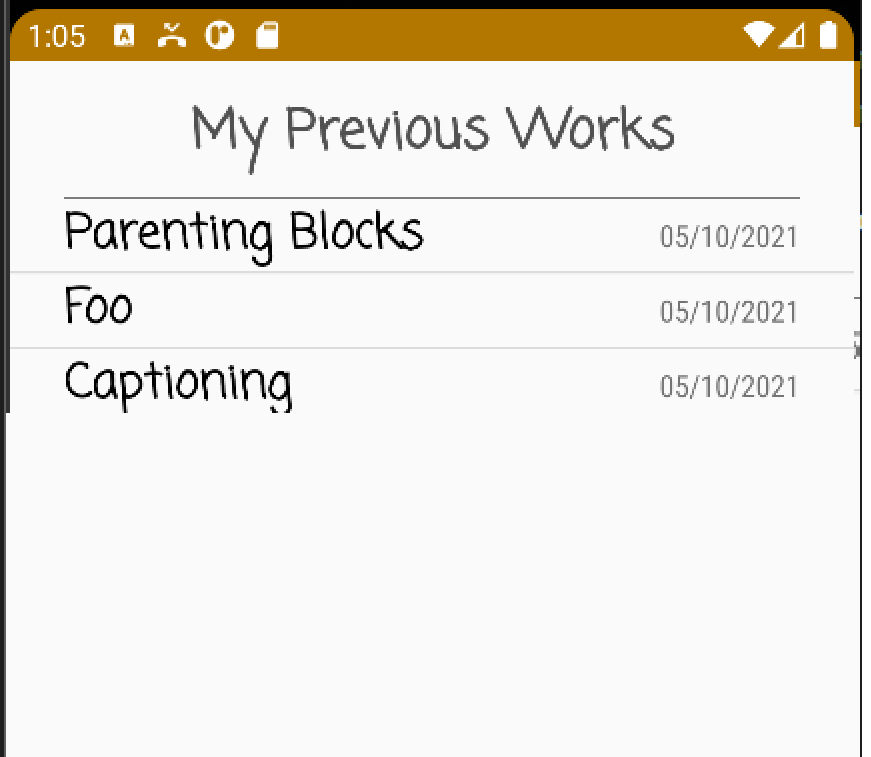 1:05
My Previous Works
Parenting Blocks 05/10/2021
Foo 05/10/2021
Captioning 05/10/2021